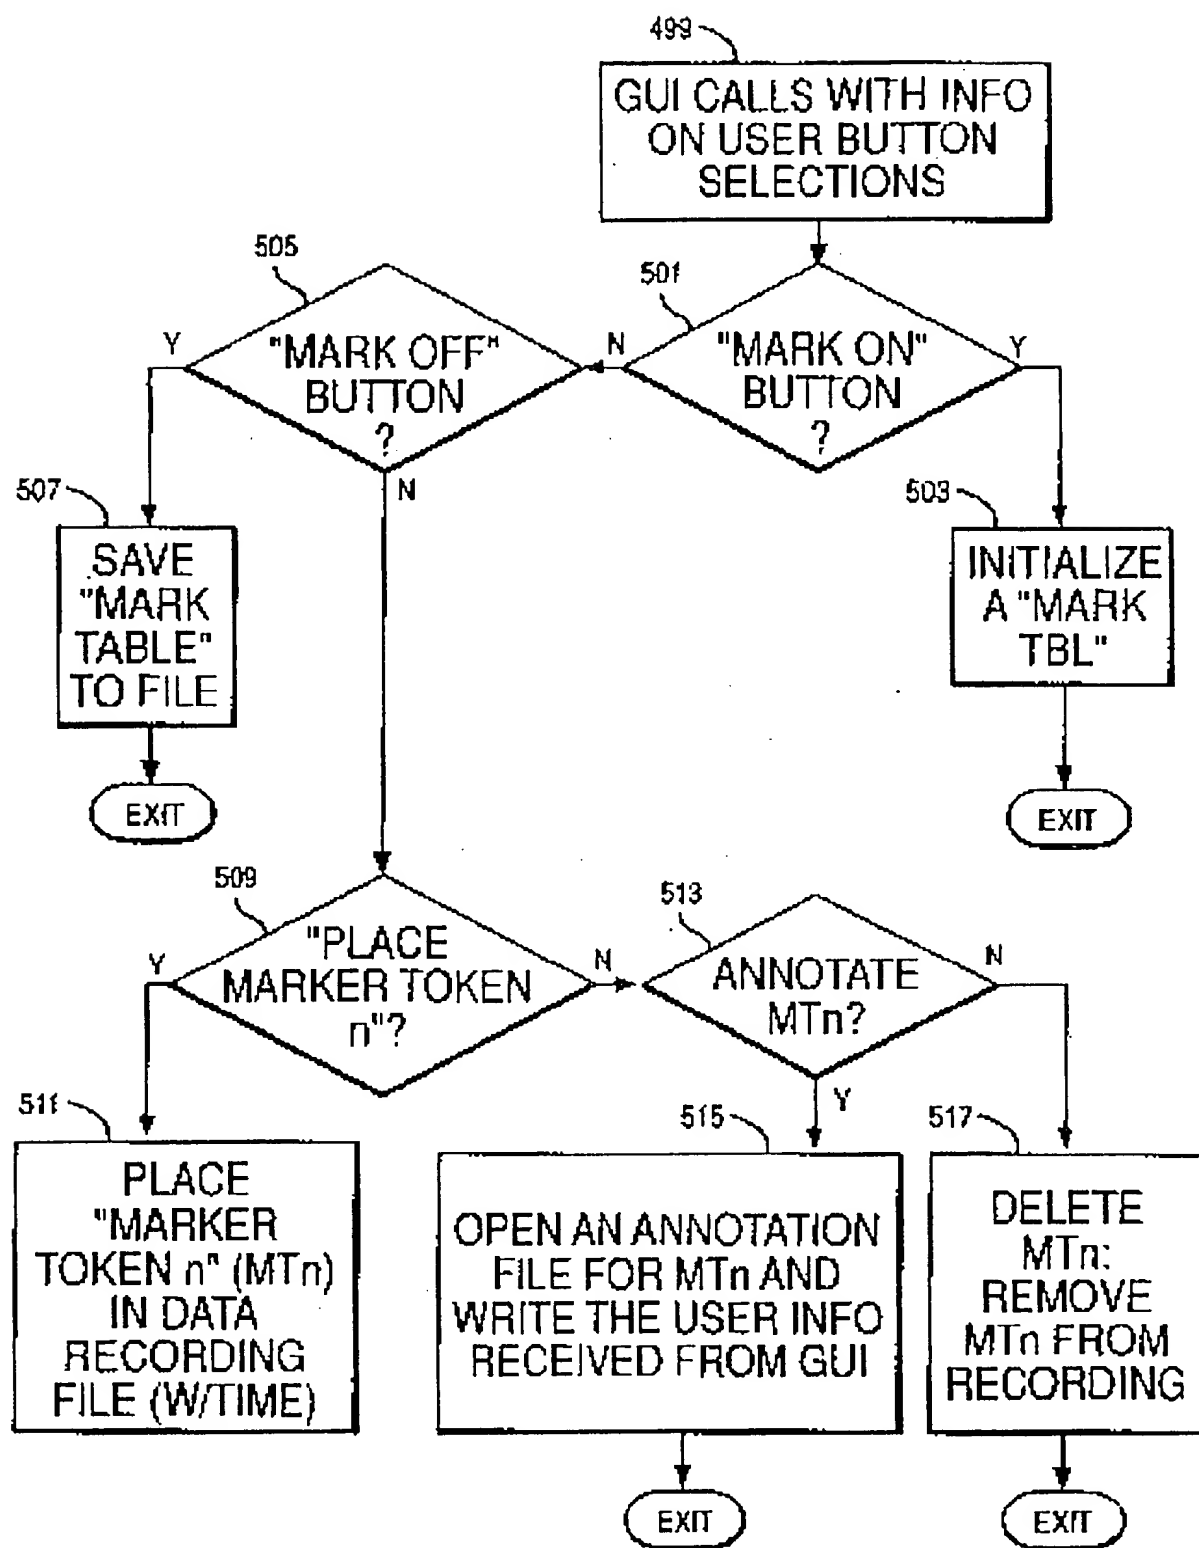 499
GUI CALLS WITH INFO
ON USER BUTTON
SELECTIONS
505
501
Y
"MARK OFF"
BUTTON
?
N
"MARK ON"
BUTTON
?
Y
N
507
SAVE
"MARK
TABLE"
TO FILE
503
INITIALIZE
A "MARK
TBL"
EXIT
EXIT
509
"PLACE
MARKER TOKEN
n"?
Y
N
513
ANNOTATE
MTn?
N
Y
511
PLACE
"MARKER
TOKEN n" (MTn)
IN DATA
RECORDING
FILE (W/TIME)
515
OPEN AN ANNOTATION
FILE FOR MTn AND
WRITE THE USER INFO
RECEIVED FROM GUI
517
DELETE
MTn:
REMOVE
MTn FROM
RECORDING
EXIT
EXIT